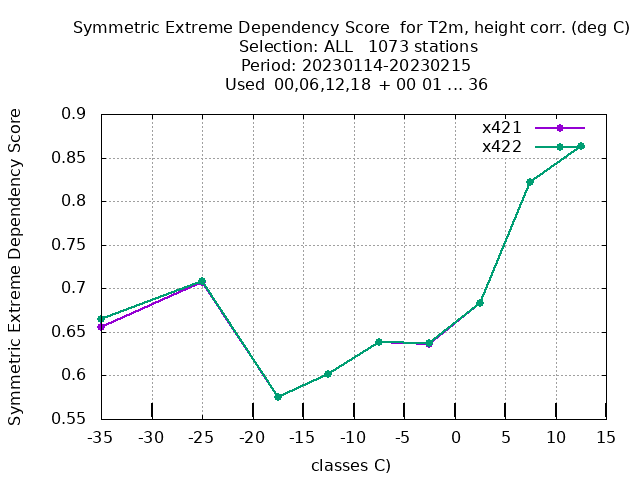 Symmetric Extreme Dependency Score for T2m, height corr. (deg C)
Selection: ALL 1073 stations
Period: 20230114-20230215
Used 00,06,12,18 + 00 01 ... 36
Symmetric Extreme Dependency Score
0.9
0.85
0.8
0.75
0.7
0.65
0.6
0.55
x421
x422
-35 -30 -25 -20 -15 -10 -5 0 5 10 15
classes C)